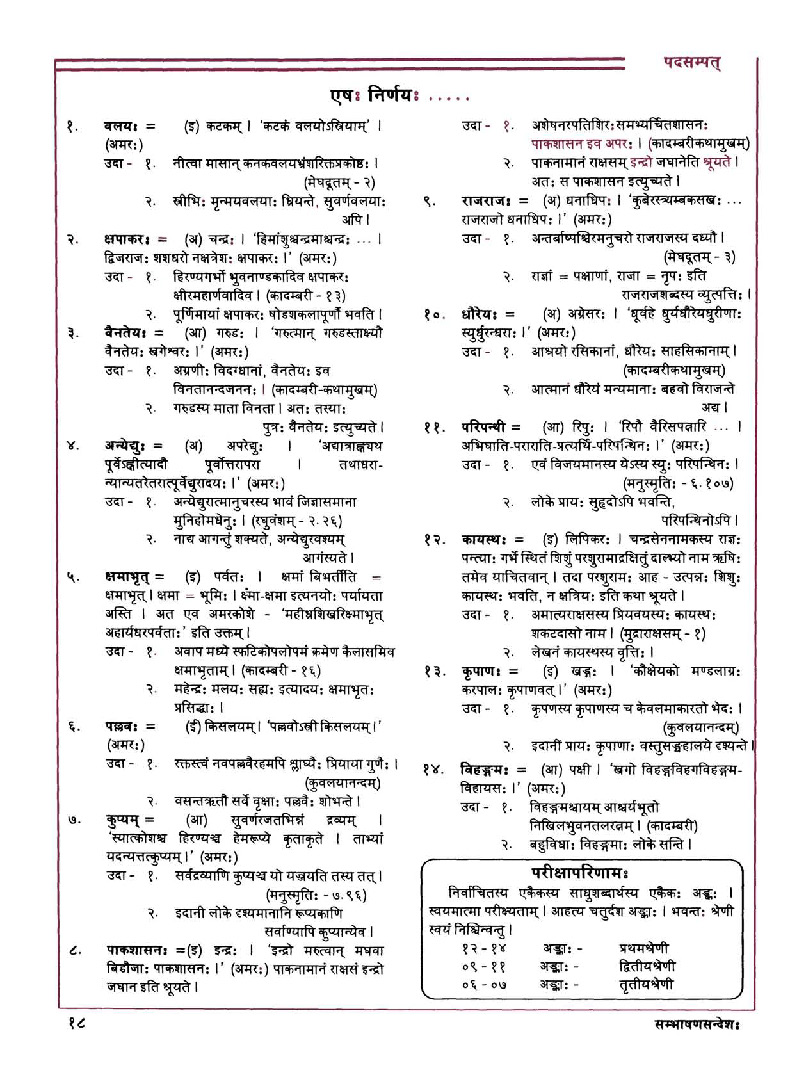 पदसम्पत्
एषः निर्णयः .....
१. वलयः = (इ) कटकम् । 'कटकं वलयोऽस्त्रियाम्' ।
(अमरः)
उदा - १. नीत्वा मासान् कनकवलयभ्रंशरिक्तप्रकोष्ठः ।
(मेघदूतम् - २)
२. स्त्रीभिः मृन्मयवलयाः ध्रियन्ते, सुवर्णवलयाः
अपि ।
२. क्षपाकरः = (अ) चन्द्रः । 'हिमांशुश्चन्द्रमाश्चन्द्रः ... ।
द्विजराजः शशधरो नक्षत्रेशः क्षपाकरः ।' (अमरः)
उदा - १. हिरण्यगर्भो भुवनाण्डकादिव क्षपाकरः
क्षीरमहार्णवादिव । (कादम्बरी - १३)
२. पूर्णिमायां क्षपाकरः षोडशकलापूर्णो भवति ।
३. वैनतेयः = (आ) गरुडः । 'गरुत्मान् गरुडस्तार्क्ष्यो
वैनतेयः खगेश्वरः ।' (अमरः)
उदा - १. अग्रणीः विदग्धानां, वैनतेयः इव
विनतानन्दजननः । (कादम्बरी-कथामुखम्)
२. गरुडस्य माता विनता । अतः तस्याः
पुत्रः वैनतेयः इत्युच्यते ।
४. अन्येद्युः = (अ) अपरेद्युः । 'अद्यात्राह्न्यथ
पूर्वेऽह्नीत्यादौ पूर्वोत्तरापरा । तथाधरा-
न्यान्यतरेतरात्पूर्वेद्युरादयः ।' (अमरः)
उदा - १. अन्येद्युरात्मानुचरस्य भावं जिज्ञासमाना
मुनिहोमधेनुः । (रघुवंशम् - २.२६)
२. नाद्य आगन्तुं शक्यते, अन्येद्युरवश्यम्
आगंस्यते ।
५. क्षमाभृत् = (इ) पर्वतः । क्षमां बिभर्तीति =
क्षमाभृत् । क्षमा = भूमिः । क्ष्मा-क्षमा इत्यनयोः पर्यायता
अस्ति । अत एव अमरकोशे - 'महीध्रशिखरिक्ष्माभृत्
अहार्यधरपर्वताः' इति उक्तम् ।
उदा - १. अवाप मध्ये स्फटिकोपलोपमं क्रमेण कैलासमिव
क्षमाभृताम् । (कादम्बरी - १६)
२. महेन्द्रः मलयः सह्यः इत्यादयः क्षमाभृतः
प्रसिद्धाः ।
६. पल्लवः = (ई) किसलयम् । 'पल्लवोऽस्त्री किसलयम् ।'
(अमरः)
उदा - १. रक्तस्त्वं नवपल्लवैरहमपि श्लाघ्यैः प्रियाया गुणैः ।
(कुवलयानन्दम्)
२. वसन्तऋतौ सर्वे वृक्षाः पल्लवैः शोभन्ते ।
७. कुप्यम् = (आ) सुवर्णरजतभिन्नं द्रव्यम् ।
'स्यात्कोशश्च हिरण्यश्च हेमरूप्ये कृताकृते । ताभ्यां
यदन्यत्तत्कुप्यम् ।' (अमरः)
उदा - १. सर्वद्रव्याणि कुप्यश्च यो यज्जयति तस्य तत् ।
(मनुस्मृतिः - ७.९६)
२. इदानीं लोके दृश्यमानानि रूप्यकाणि
सर्वाण्यापि कुप्यान्येव ।
८. पाकशासनः =(इ) इन्द्रः । 'इन्द्रो मरुत्वान् मघवा
बिडौजाः पाकशासनः ।' (अमरः) पाकनामानं राक्षसं इन्द्रो
जघान इति श्रूयते ।
उदा - १. अशेषनरपतिशिरःसमभ्यर्चितशासनः
पाकशासन इव अपरः । (कादम्बरीकथामुखम्)
२. पाकनामानं राक्षसम् इन्द्रो जघानेति श्रूयते ।
अतः स पाकशासन इत्युच्यते ।
९. राजराजः = (अ) धनाधिपः । 'कुबेरस्त्र्यम्बकसखः ...
राजराजो धनाधिपः ।' (अमरः)
उदा - १. अन्तर्बाष्पश्चिरमनुचरो राजराजस्य दध्यौ ।
(मेघदूतम् - ३)
२. राज्ञां = यक्षाणां, राजा = नृपः इति
राजराजशब्दस्य व्युत्पत्तिः ।
१०. धौरेयः = (अ) अग्रेसरः । 'धूर्वहे धुर्यधौरेयधुरीणाः
स्युर्धुरन्धराः ।' (अमरः)
उदा - १. आश्रयो रसिकानां, धौरेयः साहसिकानाम् ।
(कादम्बरीकथामुखम्)
२. आत्मानं धौरेयं मन्यमानाः बहवो विराजन्ते
अद्य ।
११. परिपन्थी = (आ) रिपुः । 'रिपौ वैरिसपत्नारि ... ।
अभिघाति-पराराति-प्रत्यर्थि-परिपन्थिनः ।' (अमरः)
उदा - १. एवं विजयमानस्य येऽस्य स्युः परिपन्थिनः ।
(मनुस्मृतिः - ६.१०७)
२. लोके प्रायः सुहृदोऽपि भवन्ति,
परिपन्थिनोऽपि ।
१२. कायस्थः = (इ) लिपिकरः । चन्द्रसेननामकस्य राज्ञः
पत्न्याः गर्भे स्थितं शिशुं परशुरामाद्रक्षितुं दाल्भ्यो नाम ऋषिः
तमेव याचितवान् । तदा परशुरामः आह - उत्पन्नः शिशुः
कायस्थः भवति, न क्षत्रियः इति कथा श्रूयते ।
उदा - १. अमात्यराक्षसस्य प्रियवयस्यः कायस्थः
शकटदासो नाम । (मुद्राराक्षसम् - १)
२. लेखनं कायस्थस्य वृत्तिः ।
१३. कृपाणः = (इ) खड्गः । 'कौक्षेयको मण्डलाग्रः
करपालः कृपाणवत् ।' (अमरः)
उदा - १. कृपणस्य कृपाणस्य च केवलमाकारतो भेदः ।
(कुवलयानन्दम्)
२. इदानीं प्रायः कृपाणाः वस्तुसङ्ग्रहालये दृश्यन्ते ।
१४. विहङ्गमः = (आ) पक्षी । 'खगो विहङ्गविहगविहङ्गम-
विहायसः ।' (अमरः)
उदा - १. विहङ्गमश्चायम् आश्चर्यभूतो
निखिलभुवनतलरत्नम् । (कादम्बरी)
२. बहुविधाः विहङ्गमाः लोके सन्ति ।
परीक्षापरिणामः
निर्वाचितस्य एकैकस्य साधुशब्दार्थस्य एकैकः अङ्कः ।
स्वयमात्मा परीक्ष्यताम् । आहत्य चतुर्दश अङ्काः । भवन्तः श्रेणी
स्वयं निश्चिन्वन्तु ।
१२ - १४ अङ्काः - प्रथमश्रेणी
०९ - ११ अङ्काः - द्वितीयश्रेणी
०६ - ०७ अङ्काः - तृतीयश्रेणी
१८
सम्भाषणसन्देशः